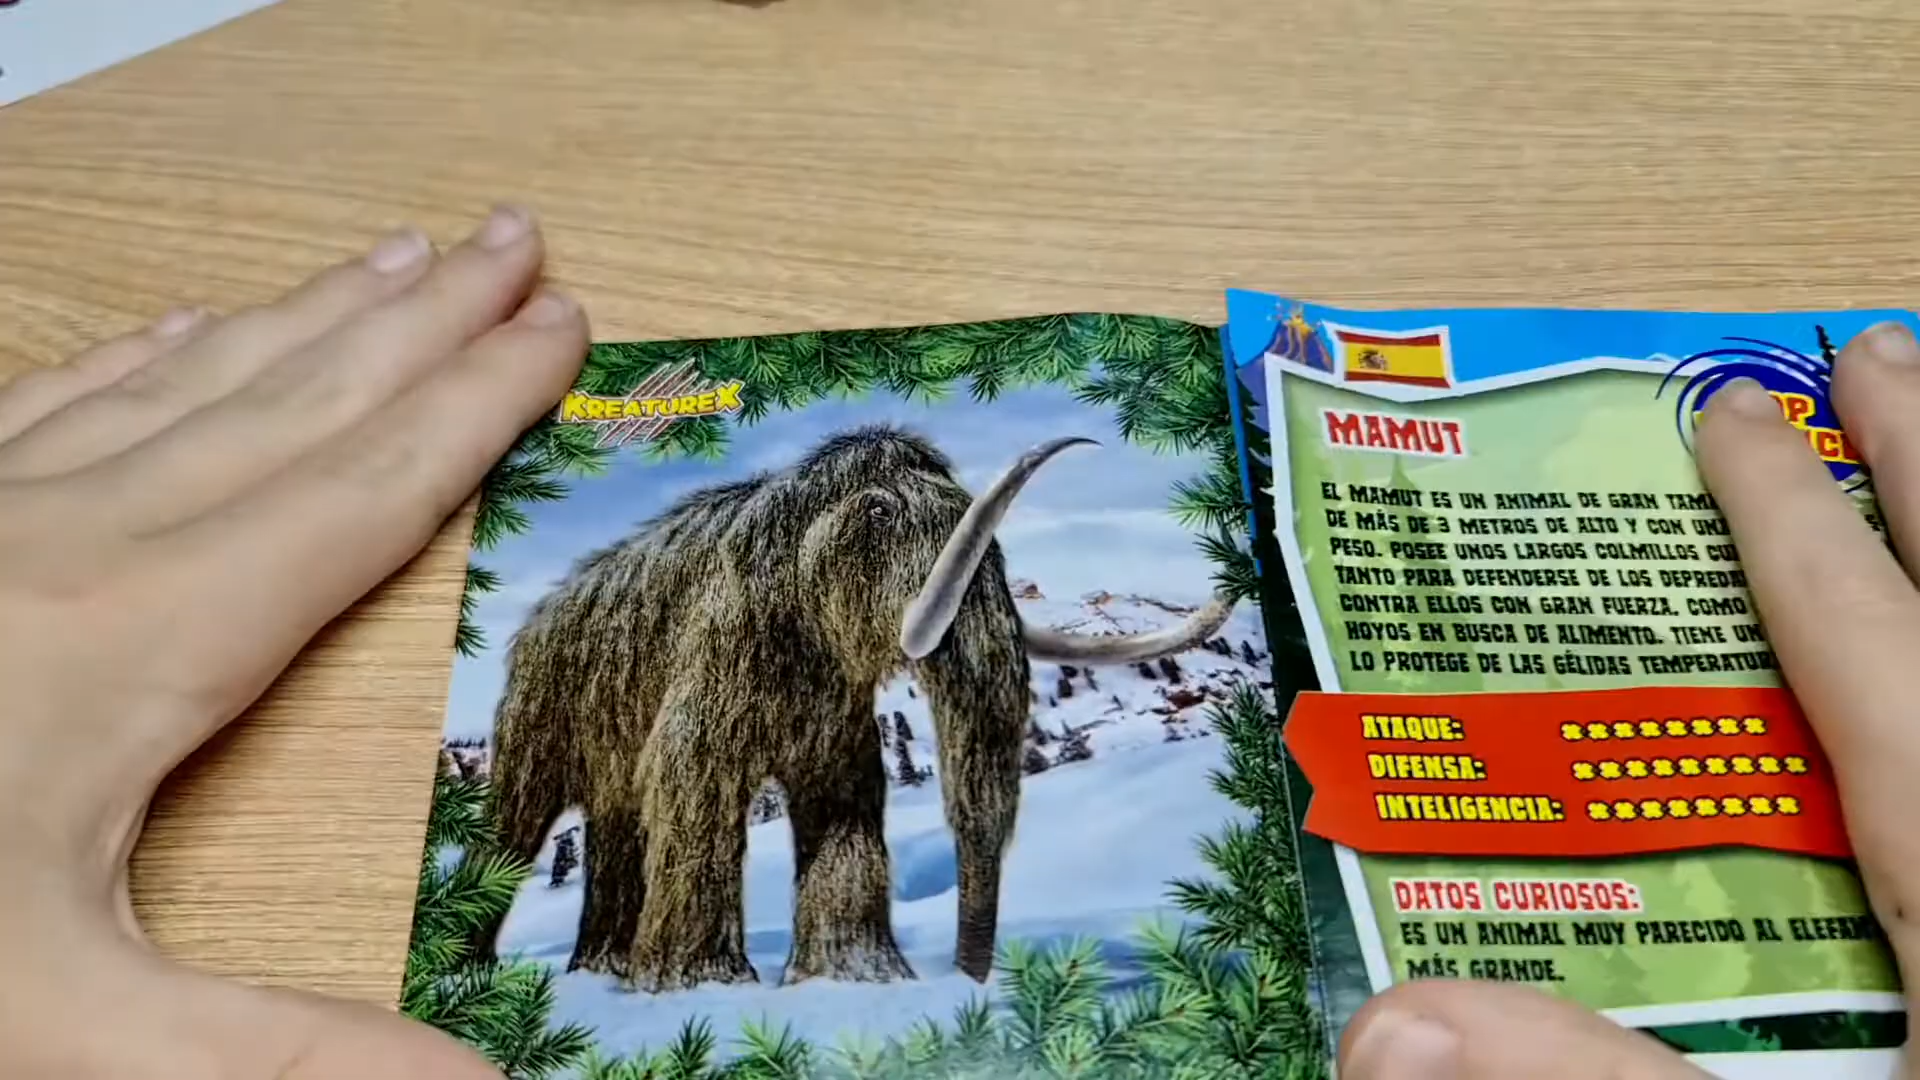 KREATUREX
MAMUT
EL MAMUT ES UN ANIMAL DE GRAN
DE MÁS DE 3 METROS DE ALTO Y CON
PESO. POSEE UNOS LARGOS COLMILLOS
TANTO PARA DEFENDERSE DE LOS
CONTRA ELLOS CON GRAN FUERZA, COMO
HOYOS EN BUSCA DE ALIMENTO. TIENE
LO PROTEGE DE LAS GÉLIDAS
ATAQUE:
DIFENSA:
INTELIGENCIA:
DATOS CURIOSOS:
ES UN ANIMAL MUY PARECIDO AL
MÁS GRANDE.